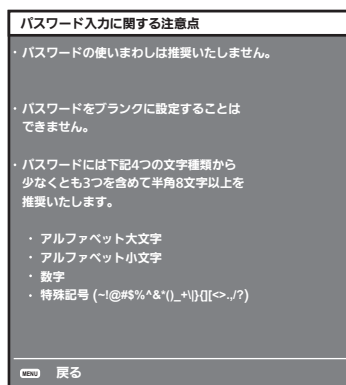 パスワード入力に関する注意点
・パスワードの使いまわしは推奨いたしません。
・パスワードをブランクに設定することは
できません。
・パスワードには下記4つの文字種類から
少なくとも3つを含めて半角8文字以上を
推奨いたします。
・ アルファベット大文字
・ アルファベット小文字
・ 数字
・ 特殊記号 (~!@#$%^&*()_+\|}{][<>.,/?)
MENU 戻る